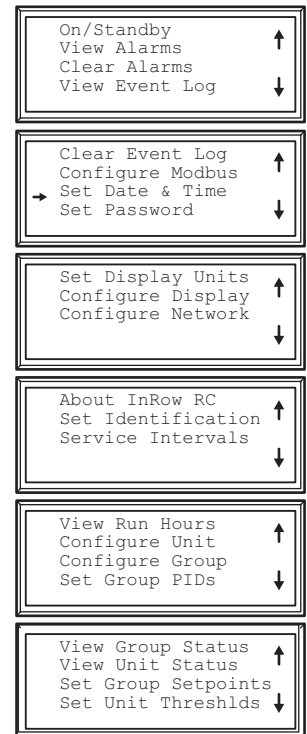 On/Standby
View Alarms
Clear Alarms
View Event Log
Clear Event Log
Configure Modbus
Set Date & Time
Set Password
Set Display Units
Configure Display
Configure Network
About InRow RC
Set Identification
Service Intervals
View Run Hours
Configure Unit
Configure Group
Set Group PIDs
View Group Status
View Unit Status
Set Group Setpoints
Set Unit Threshlds